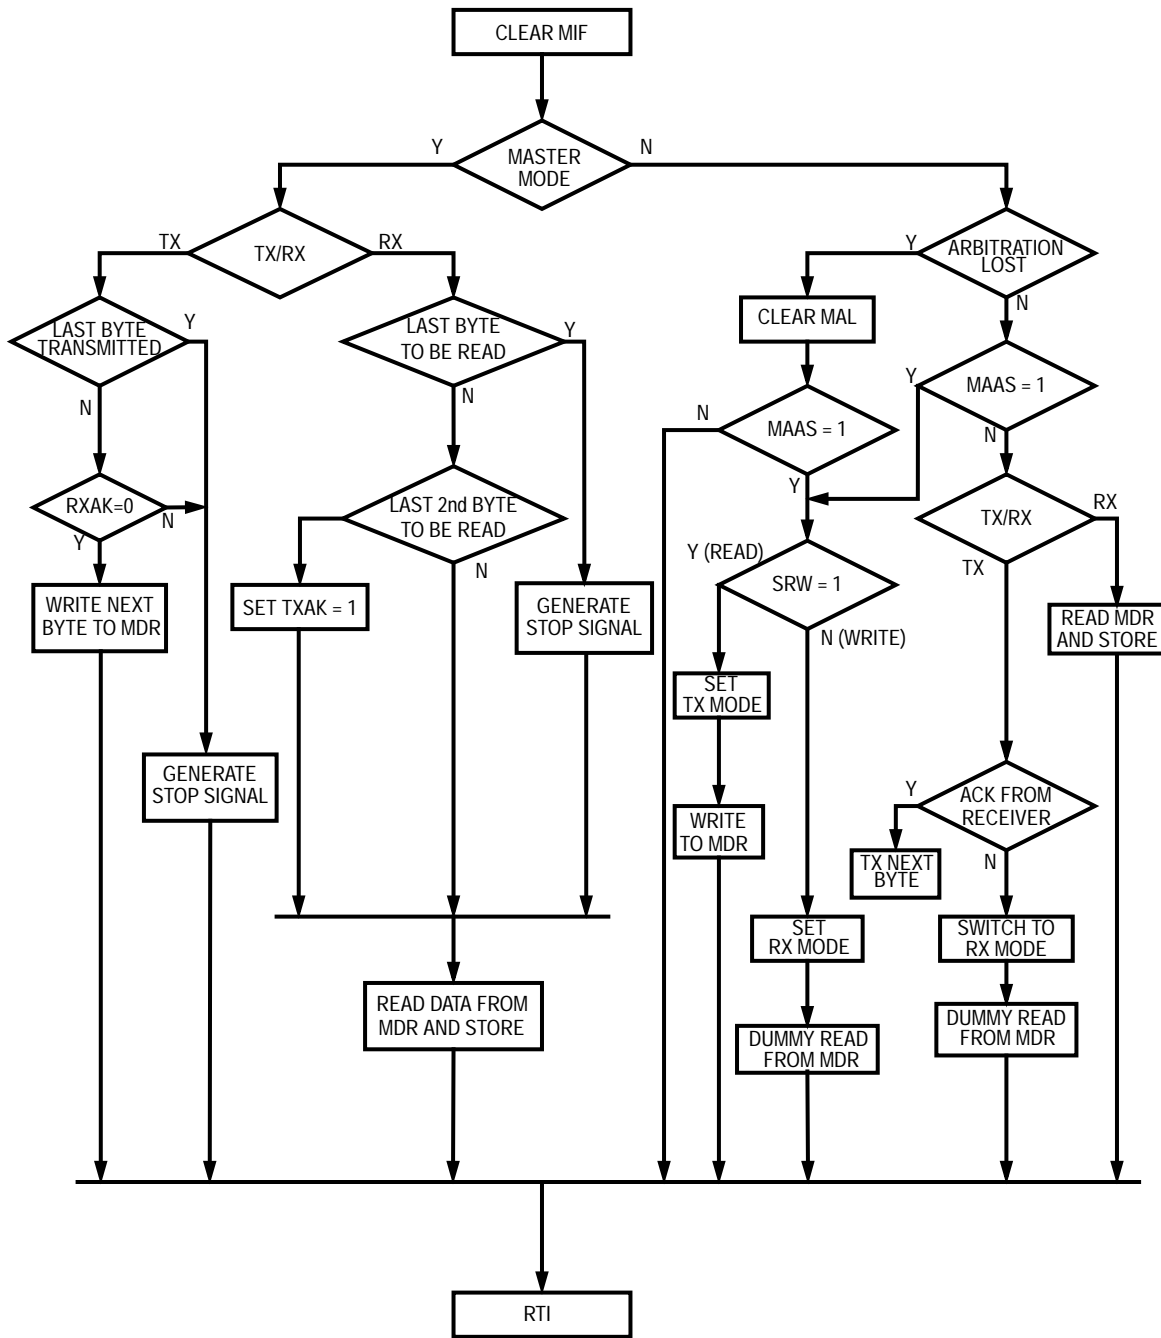 CLEAR MIF
Y
MASTER
MODE
N
TX
TX/RX
RX
Y
ARBITRATION
LOST
N
LAST BYTE
TRANSMITTED
Y
N
LAST BYTE
TO BE READ
Y
N
CLEAR MAL
Y
MAAS = 1
N
N
MAAS = 1
Y
RXAK=0
N
Y
LAST 2nd BYTE
TO BE READ
N
TX/RX
RX
TX
Y (READ)
SRW = 1
N (WRITE)
WRITE NEXT
BYTE TO MDR
SET TXAK = 1
GENERATE
STOP SIGNAL
READ MDR
AND STORE
SET
TX MODE
GENERATE
STOP SIGNAL
WRITE
TO MDR
Y
ACK FROM
RECEIVER
N
TX NEXT
BYTE
SET
RX MODE
SWITCH TO
RX MODE
READ DATA FROM
MDR AND STORE
DUMMY READ
FROM MDR
DUMMY READ
FROM MDR
RTI